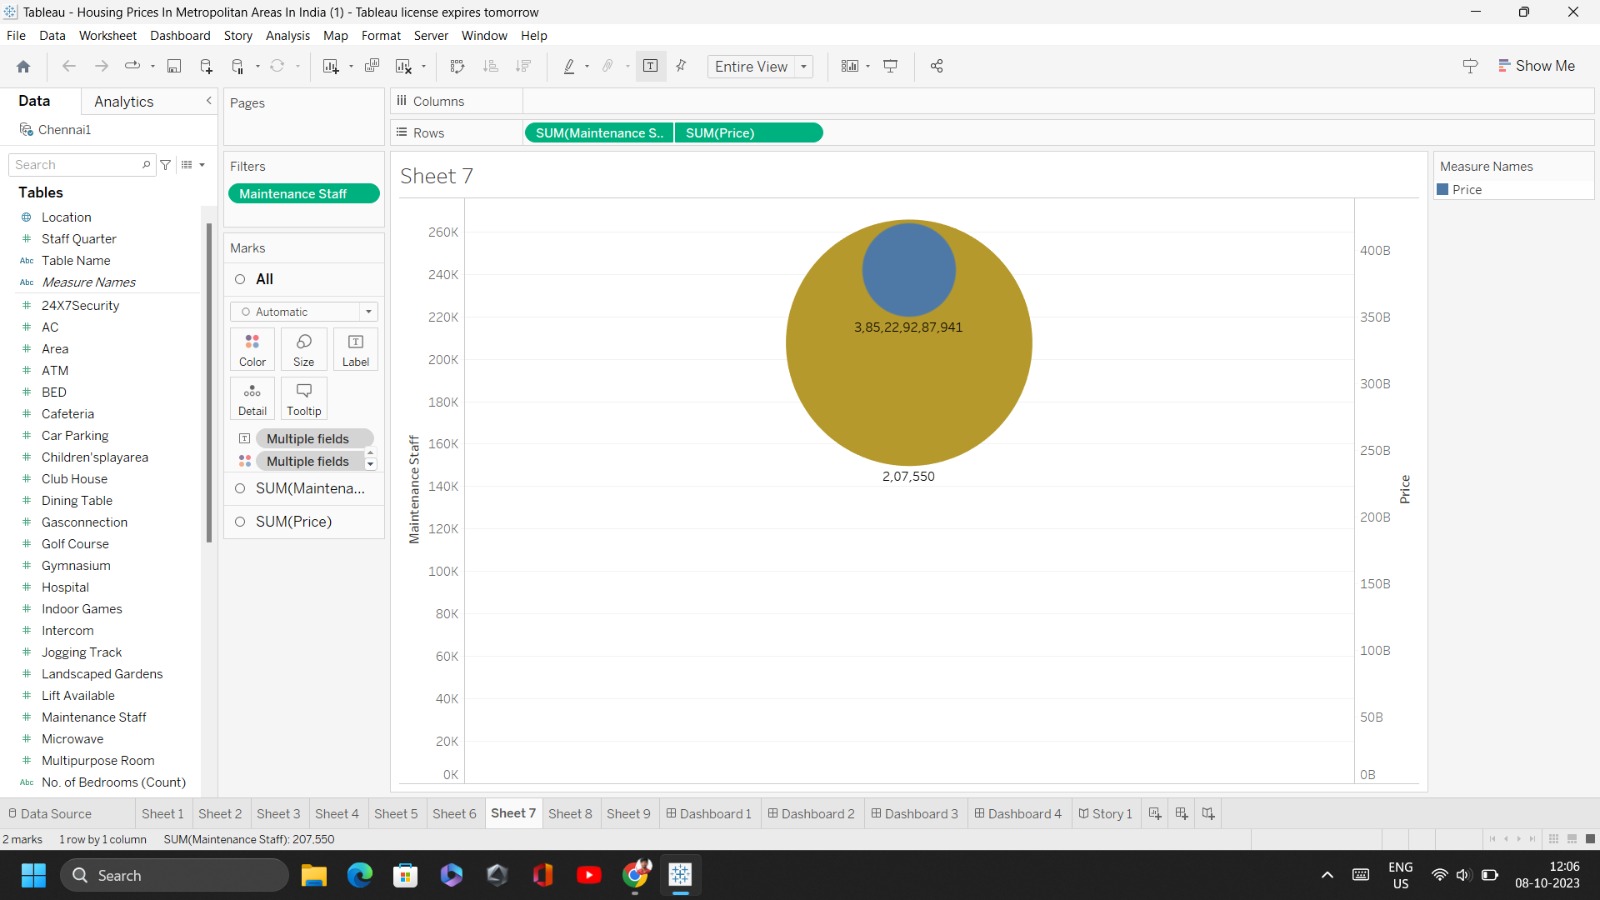 Tableau - Housing Prices In Metropolitan Areas In India (1) - Tableau license expires tomorrow
File Data Worksheet Dashboard Story Analysis Map Format Server Window Help
Entire View
Show Me
Data Analytics
Chennai1
Search
Tables
Location
Staff Quarter
Abc Table Name
Abc Measure Names
24X7Security
AC
Area
ATM
BED
Cafeteria
Car Parking
Children'splayarea
Club House
Dining Table
Gasconnection
Golf Course
Gymnasium
Hospital
Indoor Games
Intercom
Jogging Track
Landscaped Gardens
Lift Available
Maintenance Staff
Microwave
Multipurpose Room
Abc No. of Bedrooms (Count)
Pages
Filters
Maintenance Staff
Marks
All
Automatic
Color Size Label
Detail Tooltip
Multiple fields
Multiple fields
SUM(Maintena...
SUM(Price)
Columns
Rows SUM(Maintenance S.. SUM(Price)
Sheet 7
Maintenance Staff
260K
240K
220K
200K
180K
160K
140K
120K
100K
80K
60K
40K
20K
0K
3,85,22,92,87,941
2,07,550
400B
350B
300B
250B
200B
150B
100B
50B
0B
Price
Measure Names
Price
Data Source Sheet 1 Sheet 2 Sheet 3 Sheet 4 Sheet 5 Sheet 6 Sheet 7 Sheet 8 Sheet 9 Dashboard 1 Dashboard 2 Dashboard 3 Dashboard 4 Story 1
2 marks 1 row by 1 column SUM(Maintenance Staff): 207,550
Search
ENG
US
12:06
08-10-2023